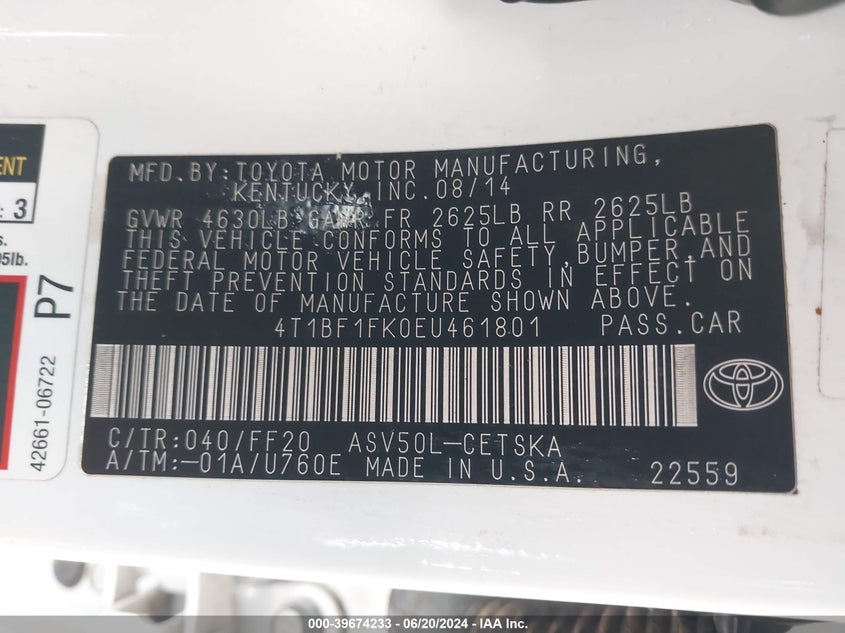 ENT
: 3
s.
5lb.
P7
42661-06722
MFD.BY:TOYOTA MOTOR MANUFACTURING,
KENTUCKY, INC.08/14
GVWR 4630LB GAWR FR 2625LB RR 2625LB
THIS VEHICLE CONFORMS TO ALL APPLICABLE
FEDERAL MOTOR VEHICLE SAFETY,BUMPER,AND
THEFT PREVENTION STANDARDS IN EFFECT ON
THE DATE OF MANUFACTURE SHOWN ABOVE.
4T1BF1FK0EU461801 PASS.CAR
C/TR:040/FF20 ASV50L-CETSKA
A/TM:-01A/U760E MADE IN U.S.A. 22559
000-39674233 - 06/20/2024 - IAA Inc.